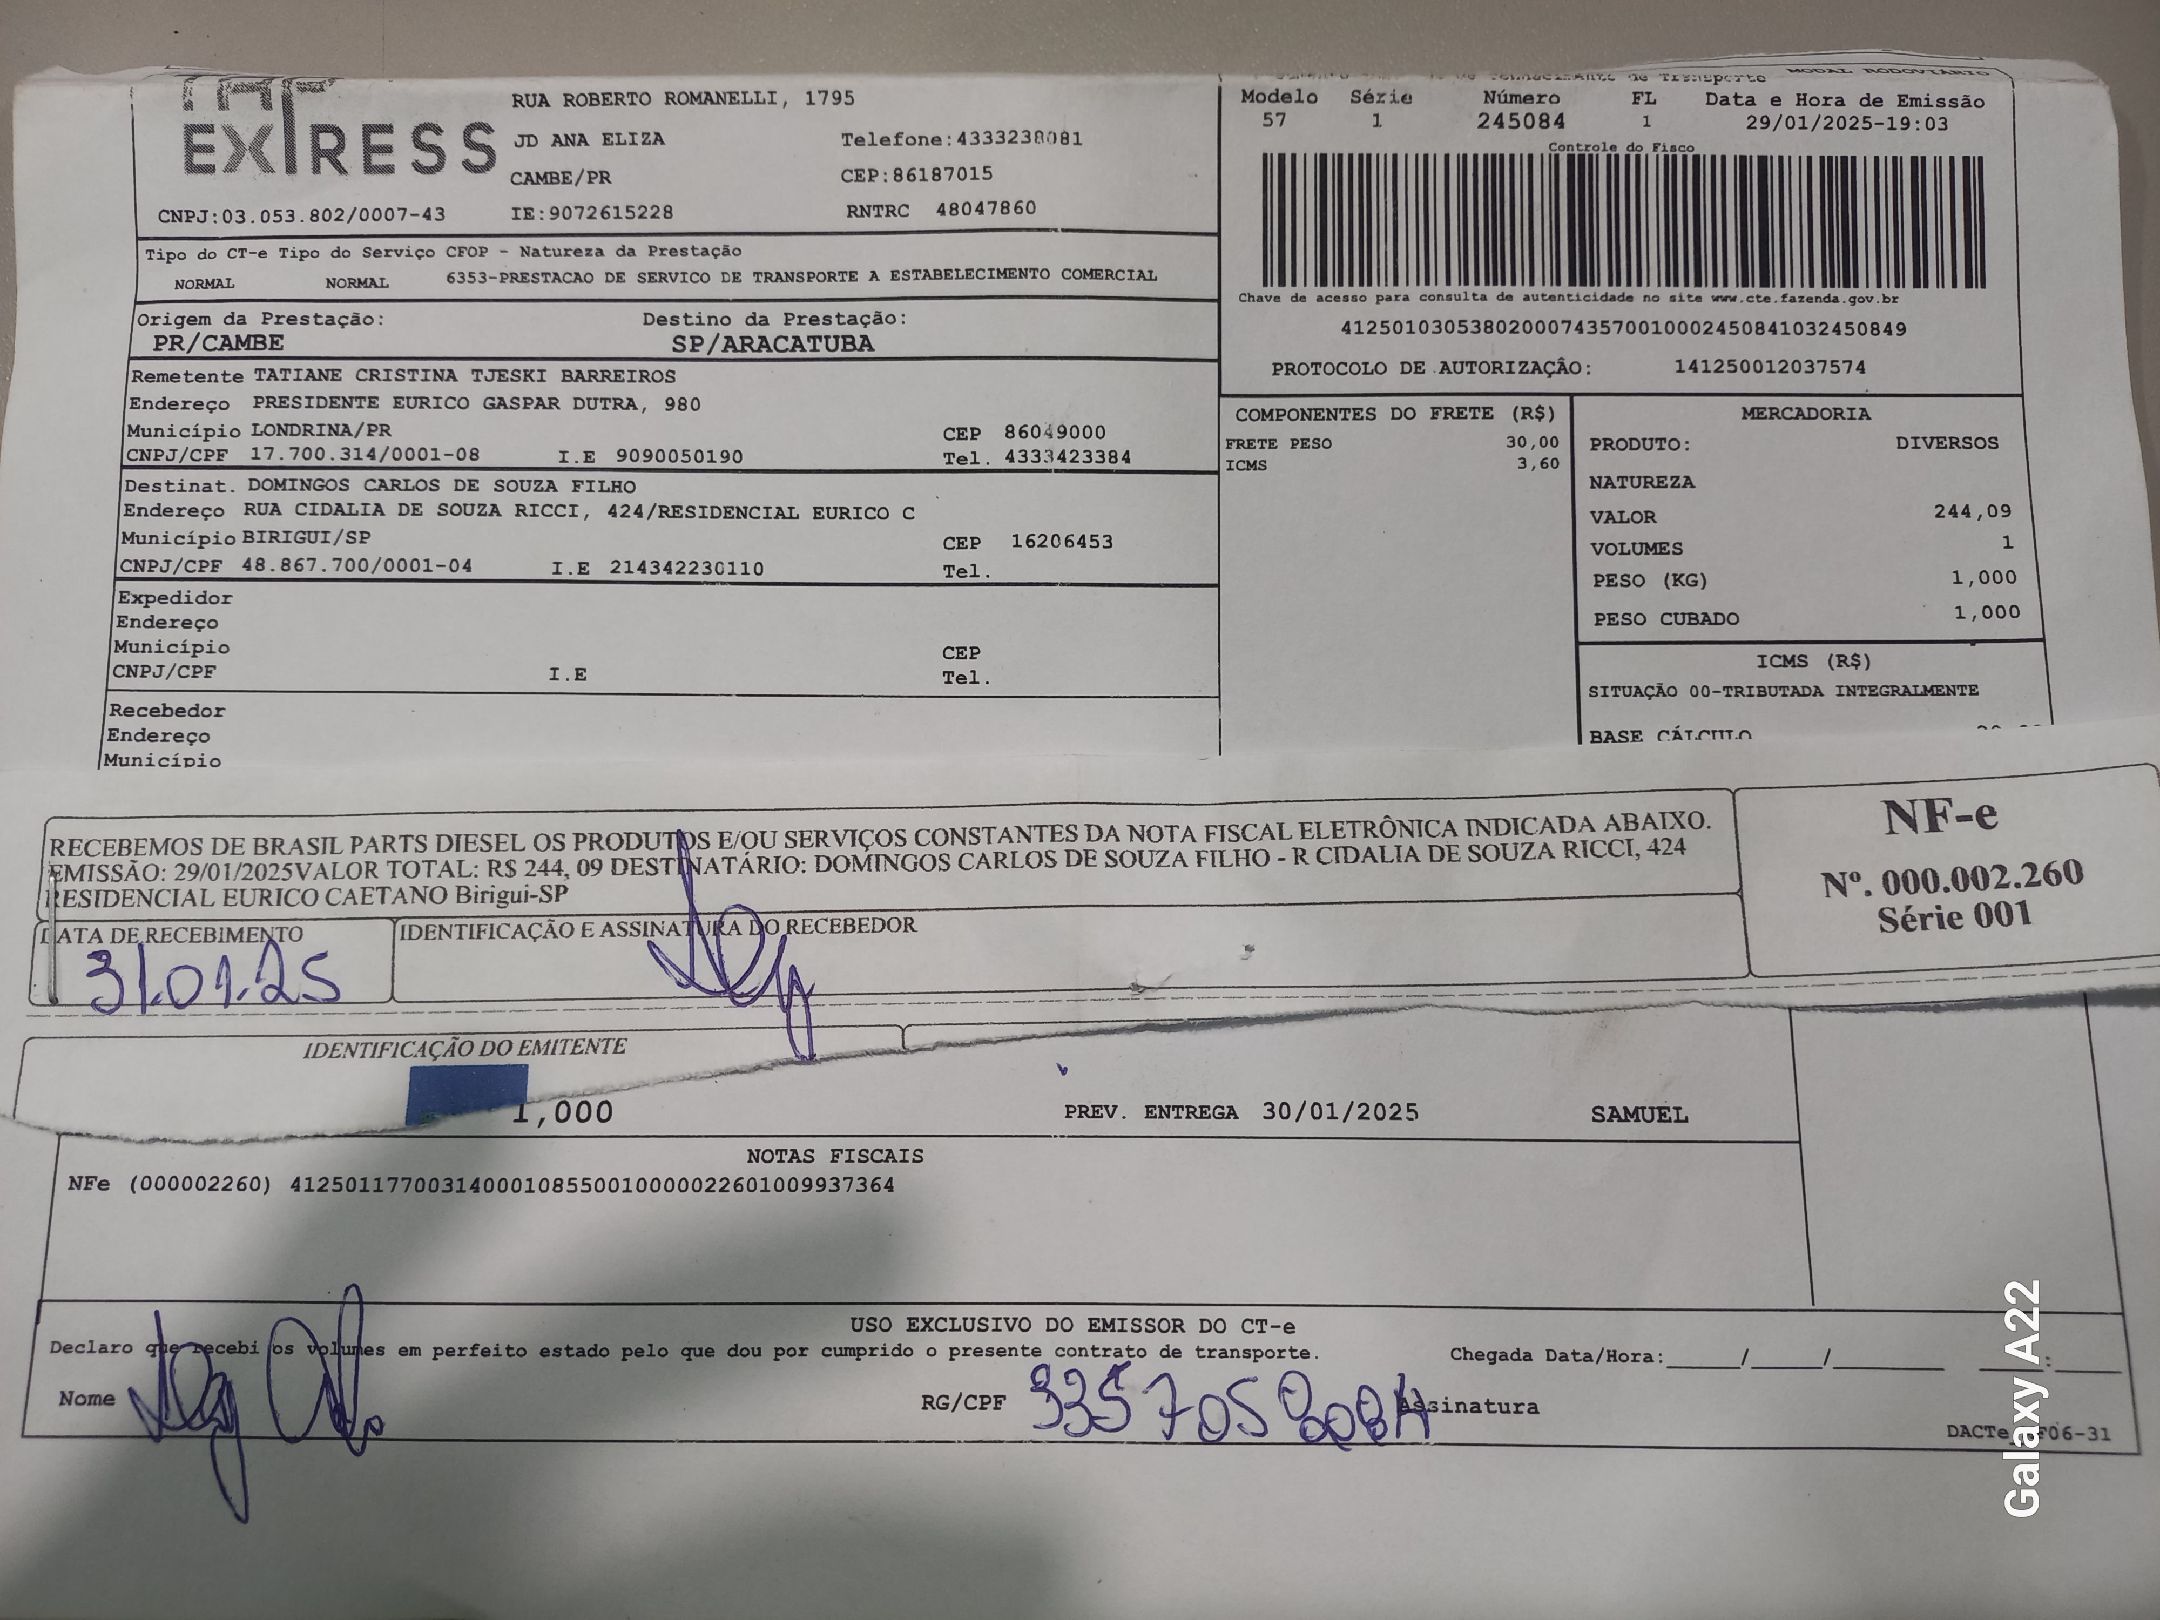 EXPRESS
RUA ROBERTO ROMANELLI, 1795
JD ANA ELIZA Telefone:4333238081
CAMBE/PR CEP:86187015
CNPJ:03.053.802/0007-43 IE:9072615228 RNTRC 48047860
de Transporte MODAL RODOVIÁRIO
Modelo Série Número FL Data e Hora de Emissão
57 1 245084 1 29/01/2025-19:03
Controle do Fisco
Chave de acesso para consulta de autenticidade no site www.cte.fazenda.gov.br
41250103053802000743570010002450841032450849
PROTOCOLO DE AUTORIZAÇÂO: 141250012037574
Tipo do CT-e Tipo do Serviço CFOP - Natureza da Prestação
NORMAL NORMAL 6353-PRESTACAO DE SERVICO DE TRANSPORTE A ESTABELECIMENTO COMERCIAL
Origem da Prestação: Destino da Prestação:
PR/CAMBE SP/ARACATUBA
Remetente TATIANE CRISTINA TJESKI BARREIROS
Endereço PRESIDENTE EURICO GASPAR DUTRA, 980
Município LONDRINA/PR CEP 86049000
CNPJ/CPF 17.700.314/0001-08 I.E 9090050190 Tel. 4333423384
Destinat. DOMINGOS CARLOS DE SOUZA FILHO
Endereço RUA CIDALIA DE SOUZA RICCI, 424/RESIDENCIAL EURICO C
Município BIRIGUI/SP CEP 16206453
CNPJ/CPF 48.867.700/0001-04 I.E 214342230110 Tel.
Expedidor
Endereço
Município CEP
CNPJ/CPF I.E Tel.
Recebedor
Endereço
Município
COMPONENTES DO FRETE (R$)
FRETE PESO 30,00
ICMS 3,60
MERCADORIA
PRODUTO: DIVERSOS
NATUREZA
VALOR 244,09
VOLUMES 1
PESO (KG) 1,000
PESO CUBADO 1,000
ICMS (R$)
SITUAÇÃO 00-TRIBUTADA INTEGRALMENTE
BASE CÁLCULO
RECEBEMOS DE BRASIL PARTS DIESEL OS PRODUTOS E/OU SERVIÇOS CONSTANTES DA NOTA FISCAL ELETRÔNICA INDICADA ABAIXO.
EMISSÃO: 29/01/2025VALOR TOTAL: R$ 244, 09 DESTINATÁRIO: DOMINGOS CARLOS DE SOUZA FILHO - R CIDALIA DE SOUZA RICCI, 424
RESIDENCIAL EURICO CAETANO Birigui-SP
NF-e
Nº. 000.002.260
Série 001
DATA DE RECEBIMENTO IDENTIFICAÇÃO E ASSINATURA DO RECEBEDOR
31.01.25
IDENTIFICAÇÃO DO EMITENTE
1,000 PREV. ENTREGA 30/01/2025 SAMUEL
NOTAS FISCAIS
NFe (000002260) 41250117700314000108550010000022601009937364
USO EXCLUSIVO DO EMISSOR DO CT-e
Declaro que recebi os volumes em perfeito estado pelo que dou por cumprido o presente contrato de transporte. Chegada Data/Hora:_____/_____/________ ____:_____
Nome RG/CPF Assinatura
DACTe F06-31
Galaxy A22